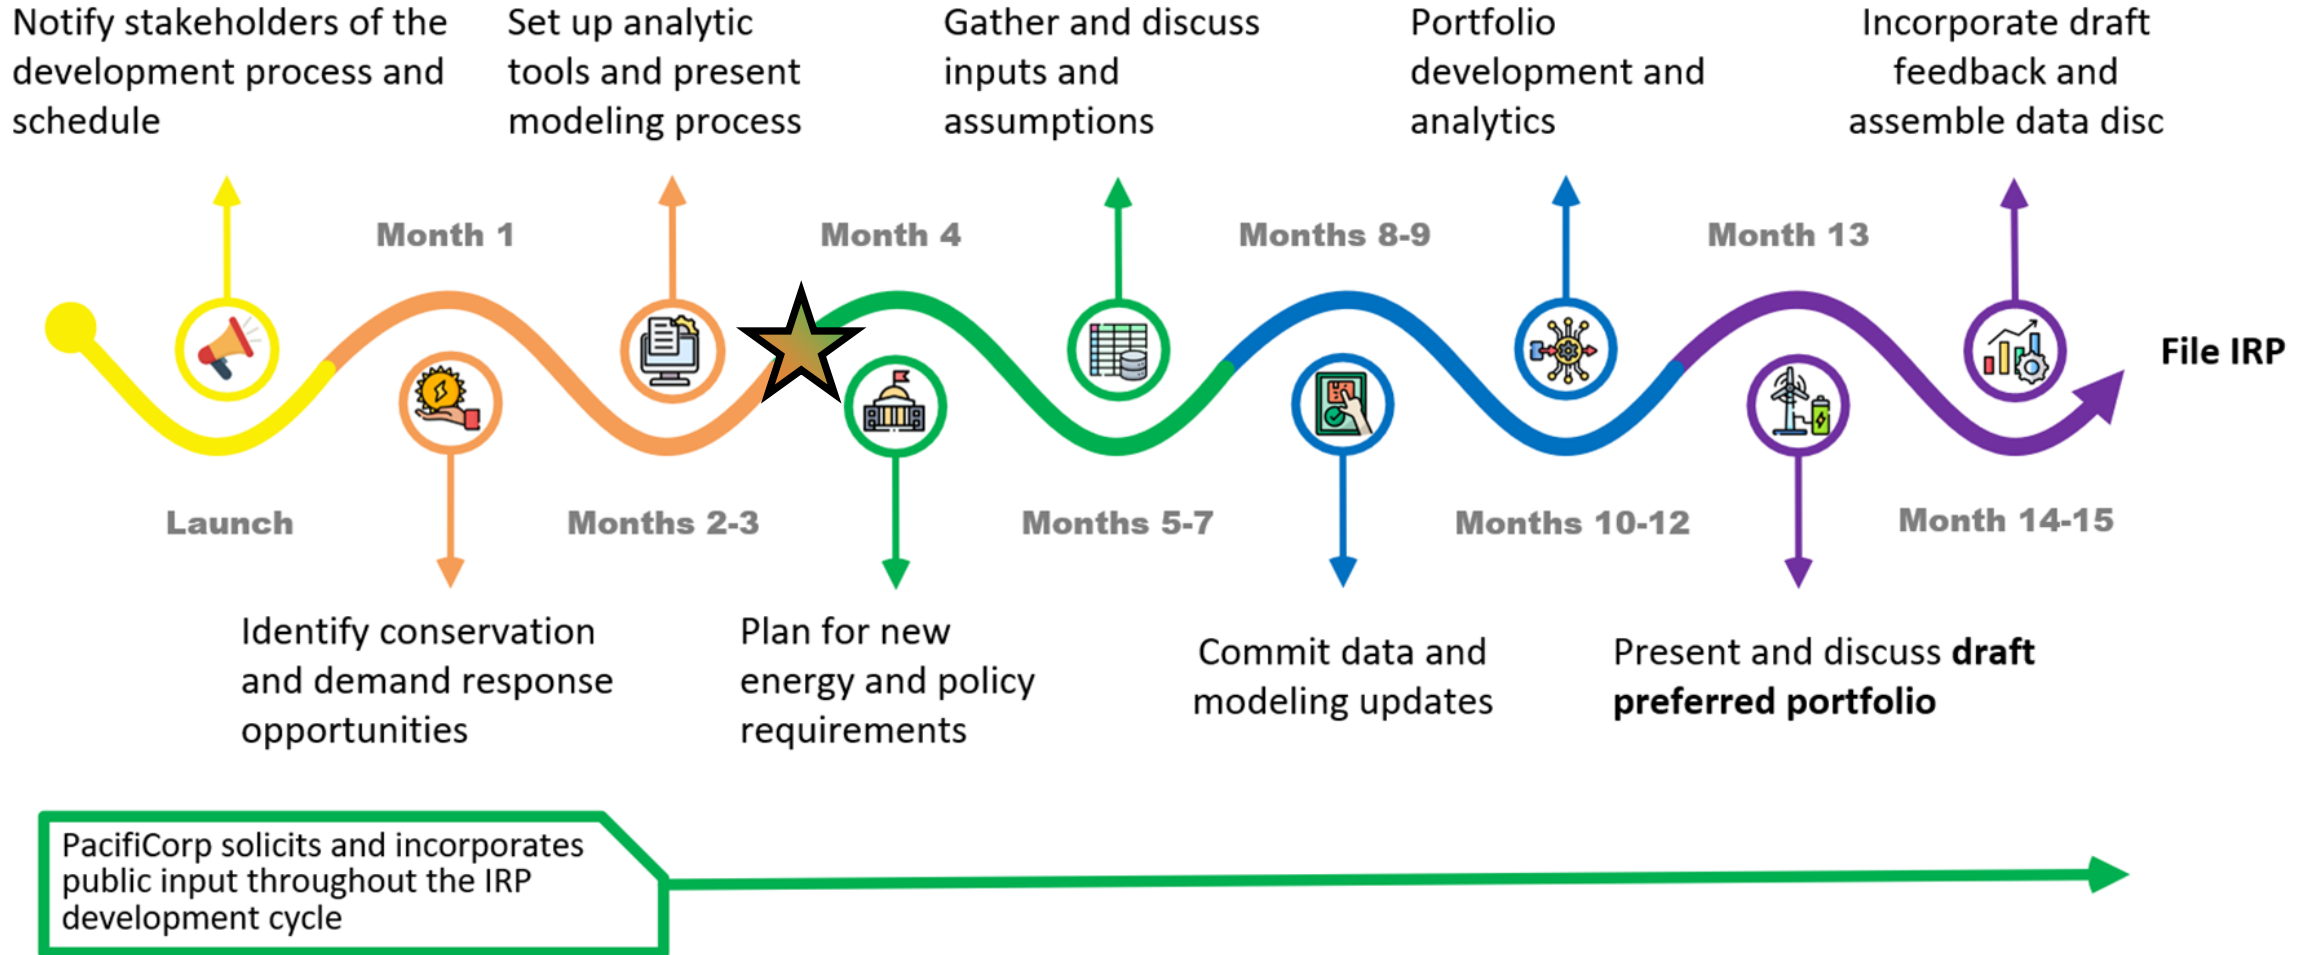 Notify stakeholders of the
development process and
schedule
Set up analytic
tools and present
modeling process
Gather and discuss
inputs and
assumptions
Portfolio
development and
analytics
Incorporate draft
feedback and
assemble data disc
Month 1
Month 4
Months 8-9
Month 13
File IRP
Launch
Months 2-3
Months 5-7
Months 10-12
Month 14-15
Identify conservation
and demand response
opportunities
Plan for new
energy and policy
requirements
Commit data and
modeling updates
Present and discuss draft
preferred portfolio
PacifiCorp solicits and incorporates
public input throughout the IRP
development cycle